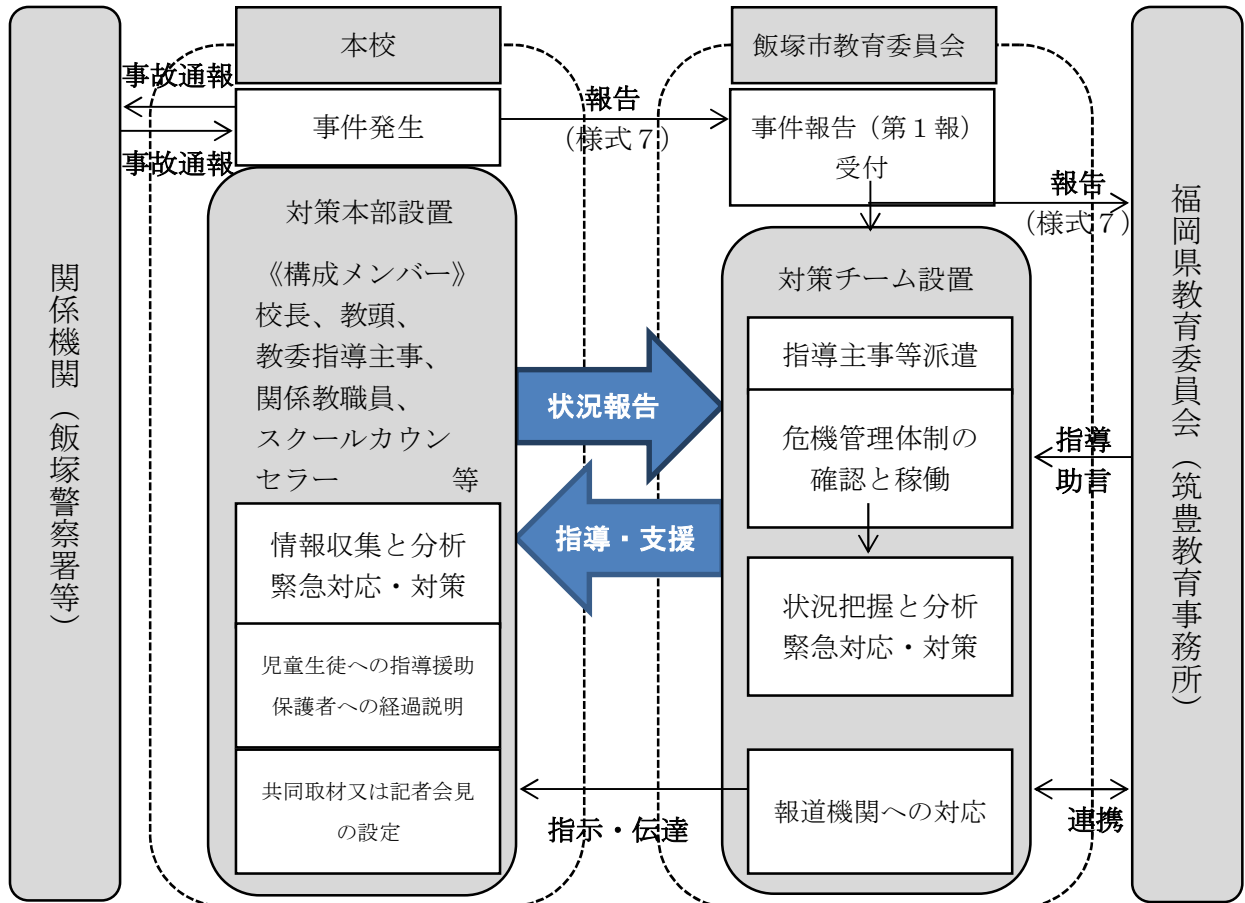 関係機関（飯塚警察署等）
事故通報
事故通報
本校
事件発生
対策本部設置
《構成メンバー》
校長、教頭、
教委指導主事、
関係教職員、
スクールカウン
セラー　　　　等
情報収集と分析
緊急対応・対策
児童生徒への指導援助
保護者への経過説明
共同取材又は記者会見
の設定
報告
（様式７）
状況報告
指導・支援
指示・伝達
飯塚市教育委員会
事件報告（第１報）
受付
対策チーム設置
指導主事等派遣
危機管理体制の
確認と稼働
状況把握と分析
緊急対応・対策
報道機関への対応
報告
（様式７）
指導
助言
連携
福岡県教育委員会（筑豊教育事務所）